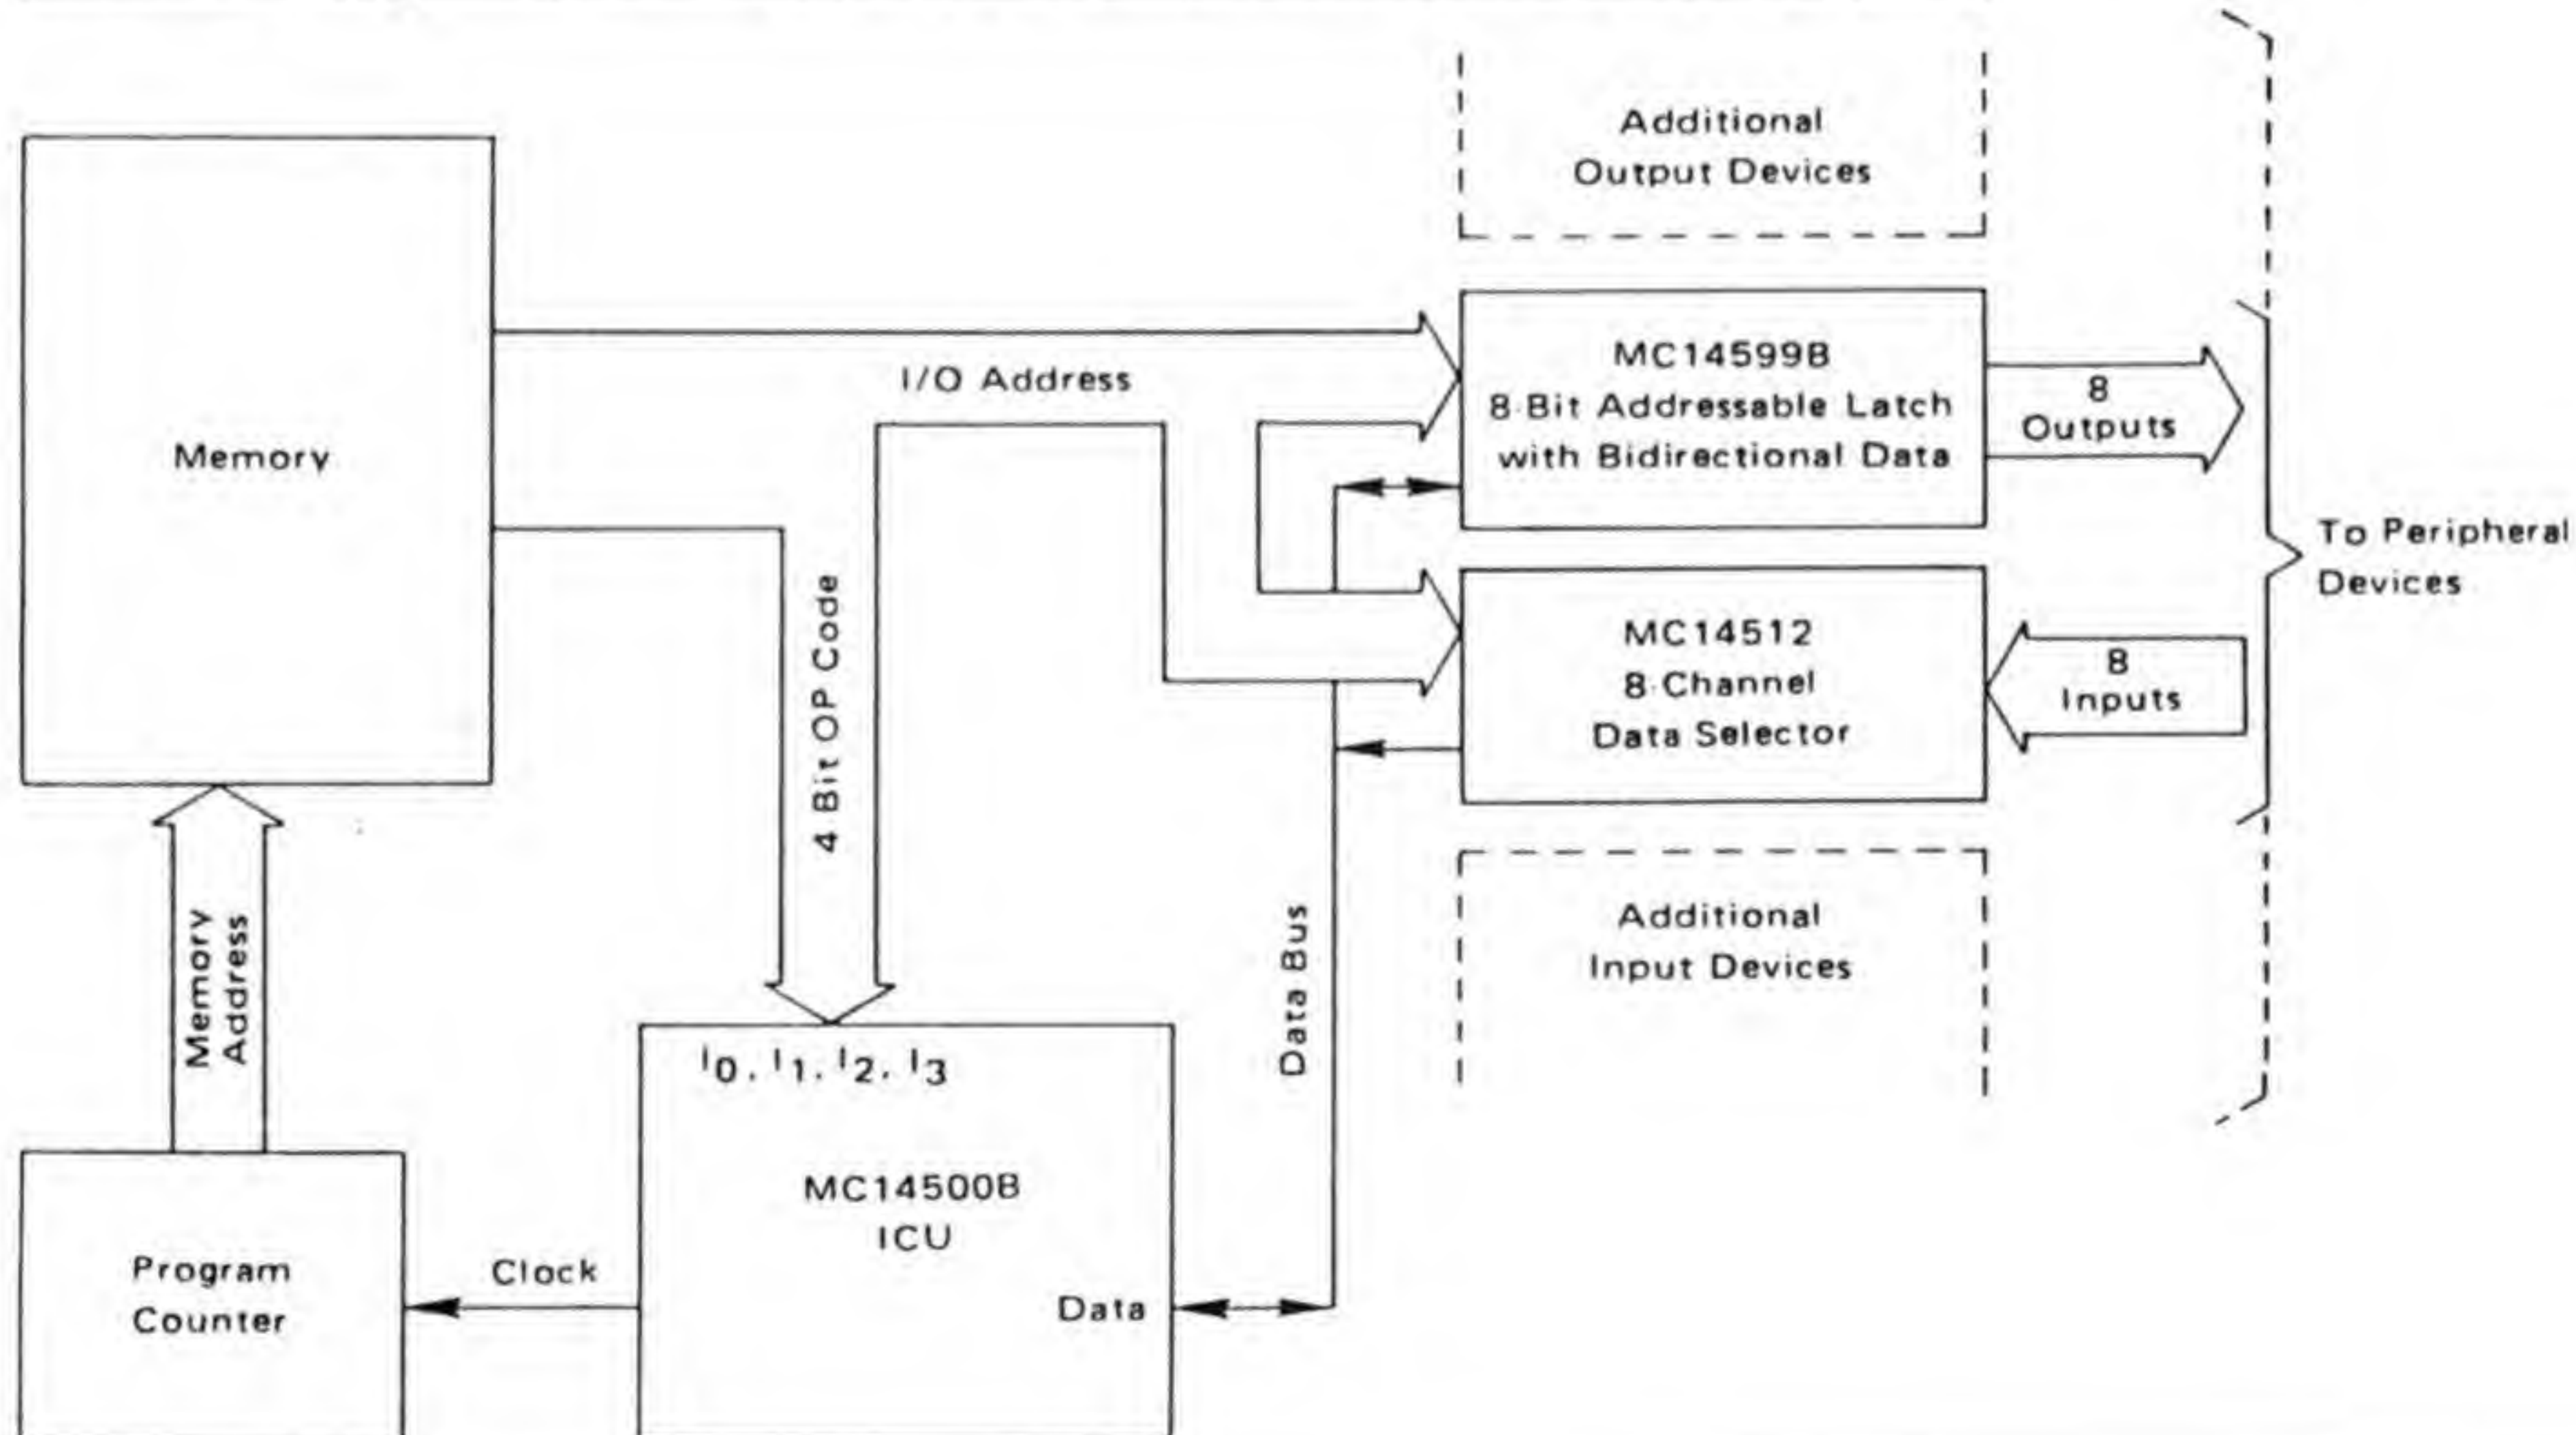 Additional
Output Devices
Memory
I/O Address
MC14599B
8-Bit Addressable Latch
with Bidirectional Data
8
Outputs
To Peripheral
Devices
4 Bit OP Code
MC14512
8-Channel
Data Selector
8
Inputs
Memory
Address
Data Bus
Additional
Input Devices
I0, I1, I2, I3
MC14500B
ICU
Data
Clock
Program
Counter